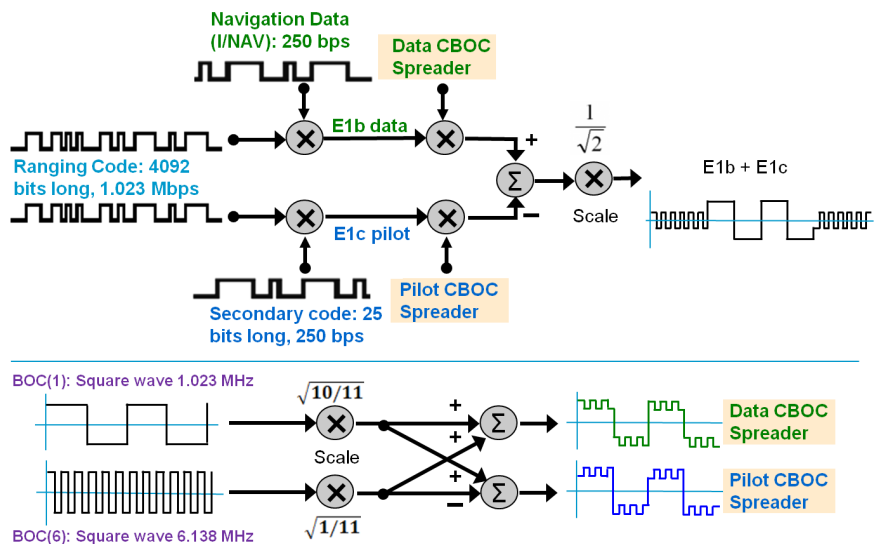 Navigation Data
(I/NAV): 250 bps
Data CBOC
Spreader
E1b data
+
1
√2
Ranging Code: 4092
bits long, 1.023 Mbps
Σ
Scale
E1b + E1c
−
E1c pilot
Secondary code: 25
bits long, 250 bps
Pilot CBOC
Spreader
BOC(1): Square wave 1.023 MHz
√10/11
+
Σ
Data CBOC
Spreader
+
Scale
+
Σ
Pilot CBOC
Spreader
−
√1/11
BOC(6): Square wave 6.138 MHz